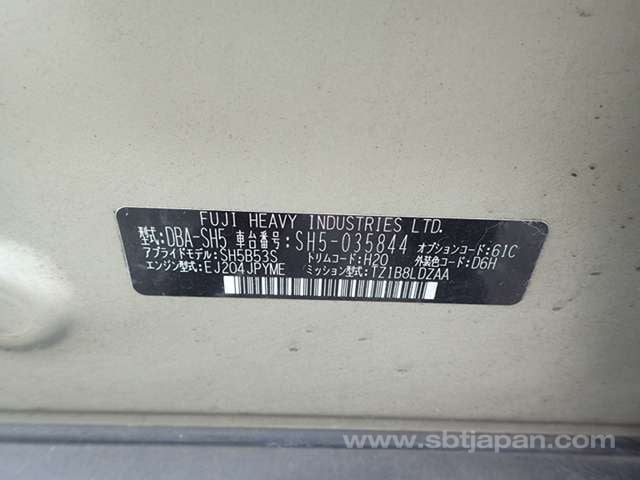 FUJI HEAVY INDUSTRIES LTD.
型式:DBA-SH5 車台番号:SH5-035844 オプションコード:61C
アプライドモデル:SH5B53S トリムコード:H20 外装色コード:D6H
エンジン型式:EJ204JPYME ミッション型式:TZ1B8LDZAA
www.sbtjapan.com